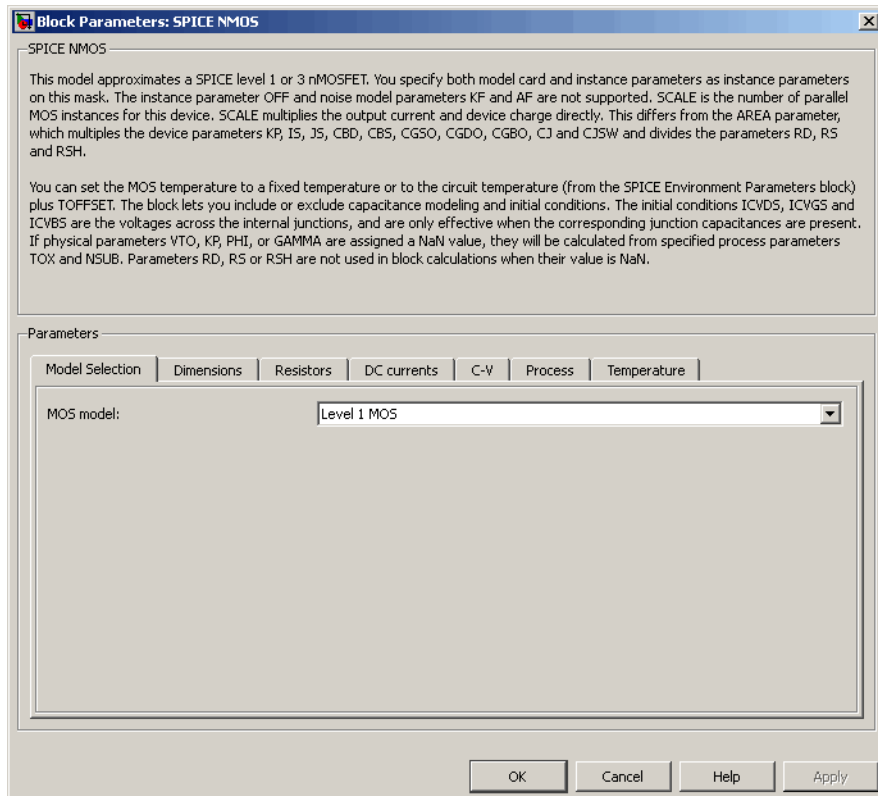 Block Parameters: SPICE NMOS
SPICE NMOS
This model approximates a SPICE level 1 or 3 nMOSFET. You specify both model card and instance parameters as instance parameters
on this mask. The instance parameter OFF and noise model parameters KF and AF are not supported. SCALE is the number of parallel
MOS instances for this device. SCALE multiplies the output current and device charge directly. This differs from the AREA parameter,
which multiples the device parameters KP, IS, JS, CBD, CBS, CGSO, CGDO, CGBO, CJ and CJSW and divides the parameters RD, RS
and RSH.
You can set the MOS temperature to a fixed temperature or to the circuit temperature (from the SPICE Environment Parameters block)
plus TOFFSET. The block lets you include or exclude capacitance modeling and initial conditions. The initial conditions ICVDS, ICVGS and
ICVBS are the voltages across the internal junctions, and are only effective when the corresponding junction capacitances are present.
If physical parameters VTO, KP, PHI, or GAMMA are assigned a NaN value, they will be calculated from specified process parameters
TOX and NSUB. Parameters RD, RS or RSH are not used in block calculations when their value is NaN.
Parameters
Model Selection Dimensions Resistors DC currents C-V Process Temperature
MOS model: Level 1 MOS
OK Cancel Help Apply